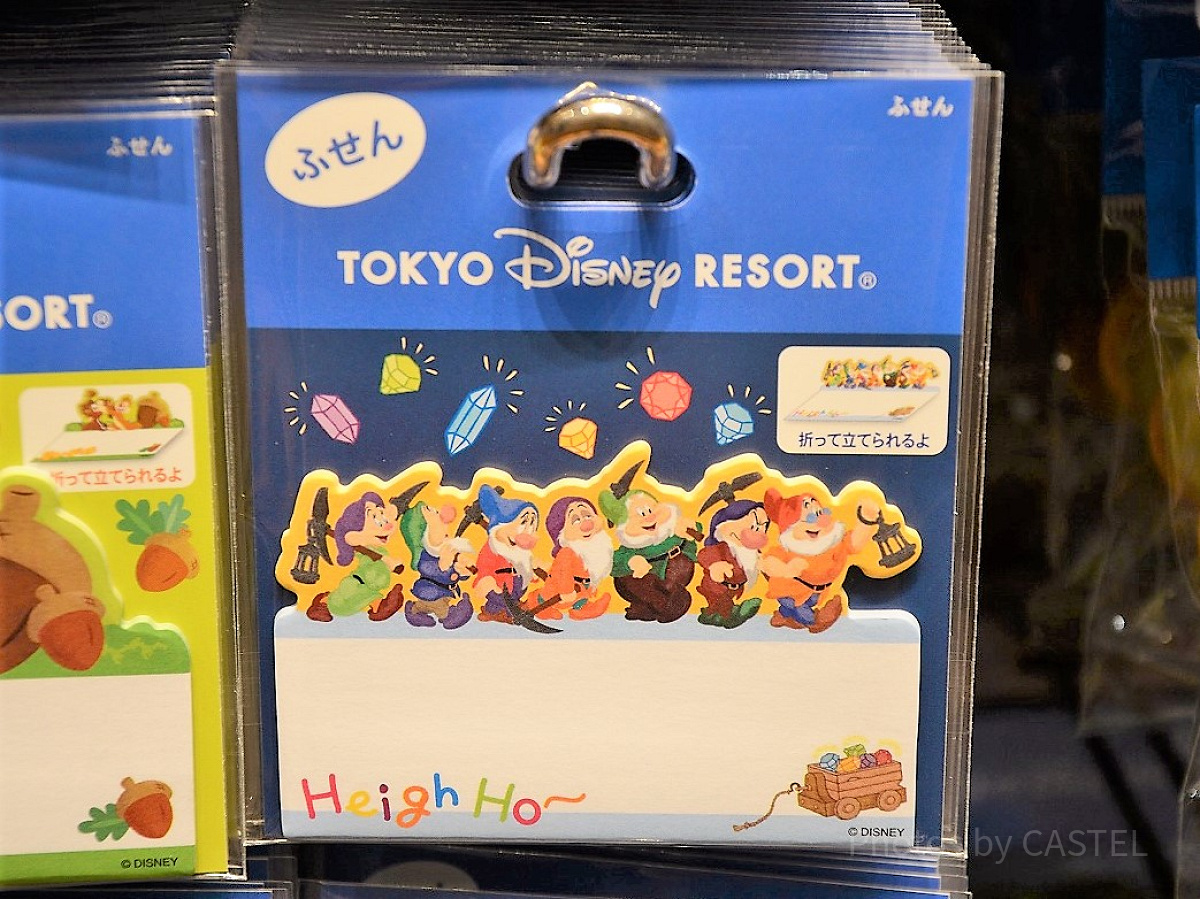 ふせん
ふせん
ふせん
TOKYO DISNEY RESORT®
SORT®
折って立てられるよ
折って立てられるよ
Heigh Ho~
© DISNEY
© DISNEY
Photo by CASTEL